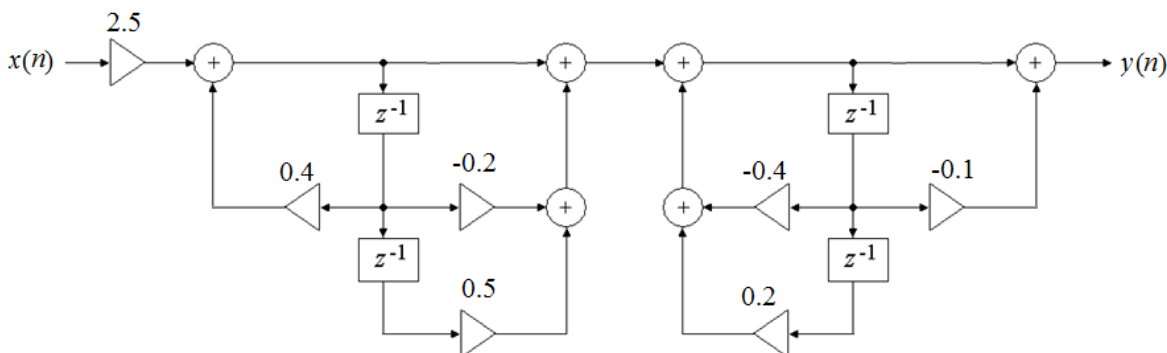 2.5
x(n) + + + + y(n)
z⁻¹ z⁻¹
0.4 -0.2 -0.4 -0.1
+ +
z⁻¹ z⁻¹
0.5 0.2